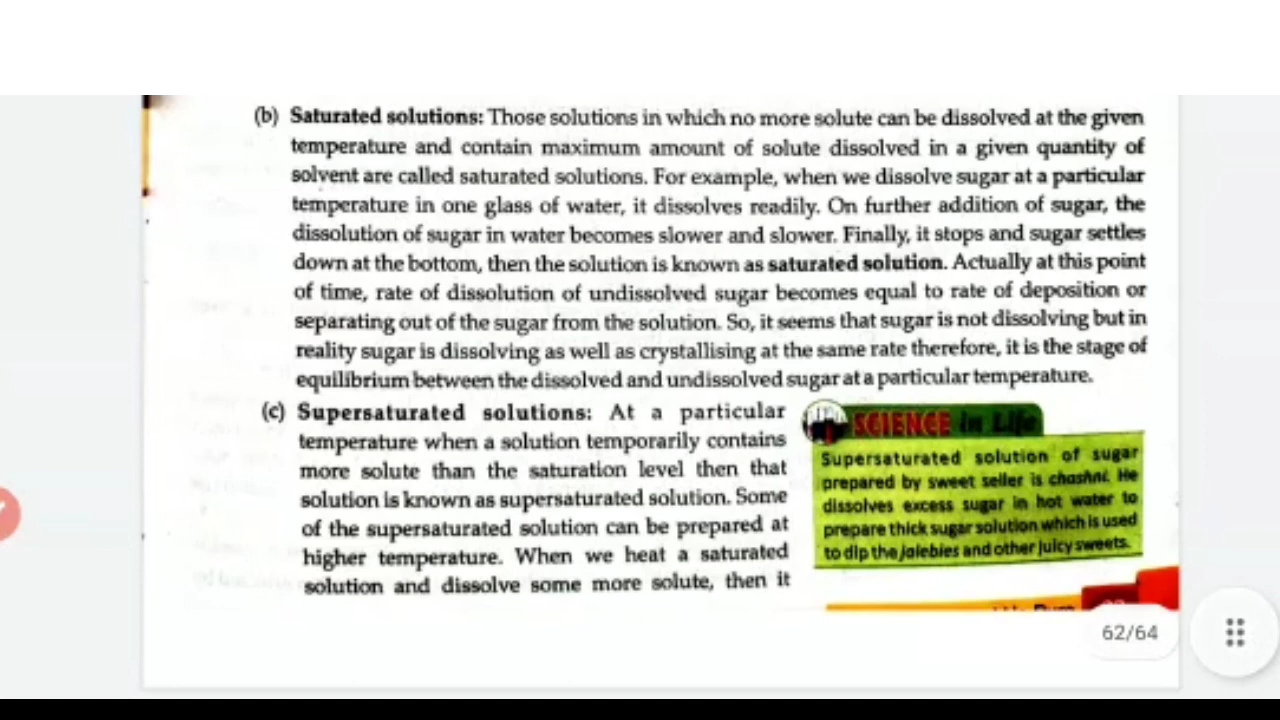 (b) Saturated solutions: Those solutions in which no more solute can be dissolved at the given
temperature and contain maximum amount of solute dissolved in a given quantity of
solvent are called saturated solutions. For example, when we dissolve sugar at a particular
temperature in one glass of water, it dissolves readily. On further addition of sugar, the
dissolution of sugar in water becomes slower and slower. Finally, it stops and sugar settles
down at the bottom, then the solution is known as saturated solution. Actually at this point
of time, rate of dissolution of undissolved sugar becomes equal to rate of deposition or
separating out of the sugar from the solution. So, it seems that sugar is not dissolving but in
reality sugar is dissolving as well as crystallising at the same rate therefore, it is the stage of
equilibrium between the dissolved and undissolved sugar at a particular temperature.
(c) Supersaturated solutions: At a particular
temperature when a solution temporarily contains
more solute than the saturation level then that
solution is known as supersaturated solution. Some
of the supersaturated solution can be prepared at
higher temperature. When we heat a saturated
solution and dissolve some more solute, then it
SCIENCE in Life
Supersaturated solution of sugar
prepared by sweet seller is chashni. He
dissolves excess sugar in hot water to
prepare thick sugar solution which is used
to dip the jalebies and other juicy sweets.
62/64